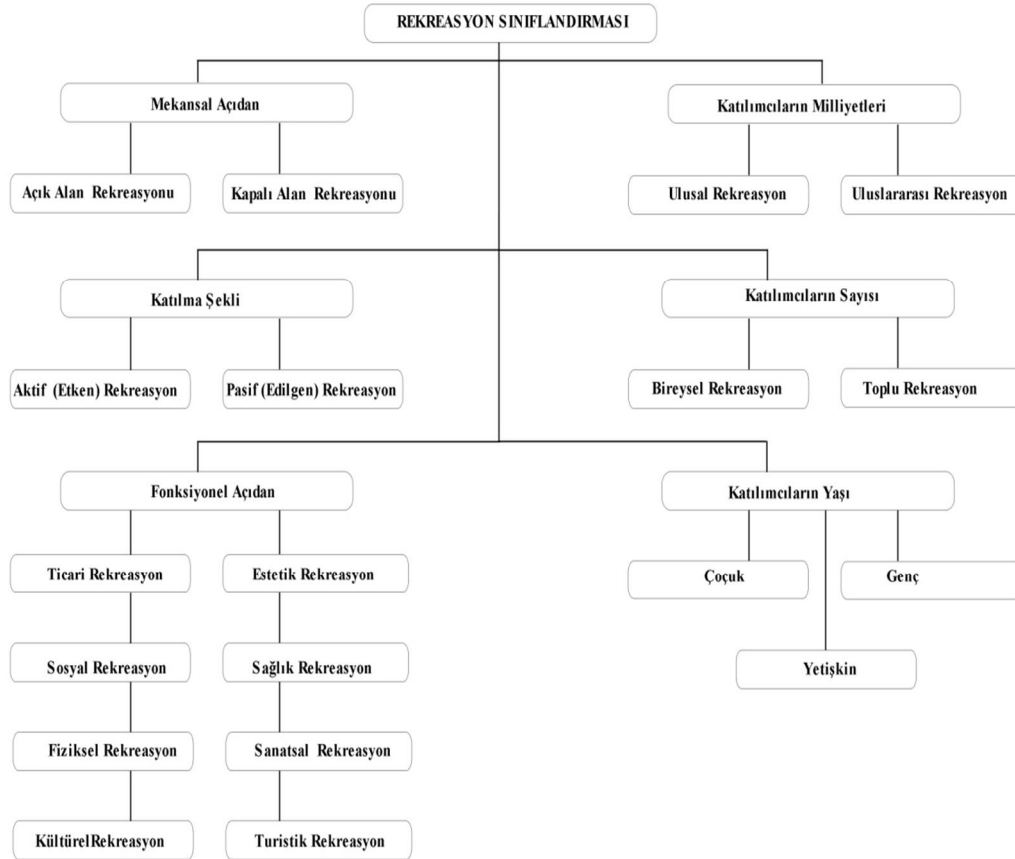 REKREASYON SINIFLANDIRMASI
Mekansal Açıdan
Katılımcıların Milliyetleri
Açık Alan Rekreasyonu
Kapalı Alan Rekreasyonu
Ulusal Rekreasyon
Uluslararası Rekreasyon
Katılma Şekli
Katılımcıların Sayısı
Aktif (Etken) Rekreasyon
Pasif (Edilgen) Rekreasyon
Bireysel Rekreasyon
Toplu Rekreasyon
Fonksiyonel Açıdan
Katılımcıların Yaşı
Ticari Rekreasyon
Estetik Rekreasyon
Çoçuk
Genç
Sosyal Rekreasyon
Sağlık Rekreasyon
Yetişkin
Fiziksel Rekreasyon
Sanatsal Rekreasyon
KültürelRekreasyon
Turistik Rekreasyon